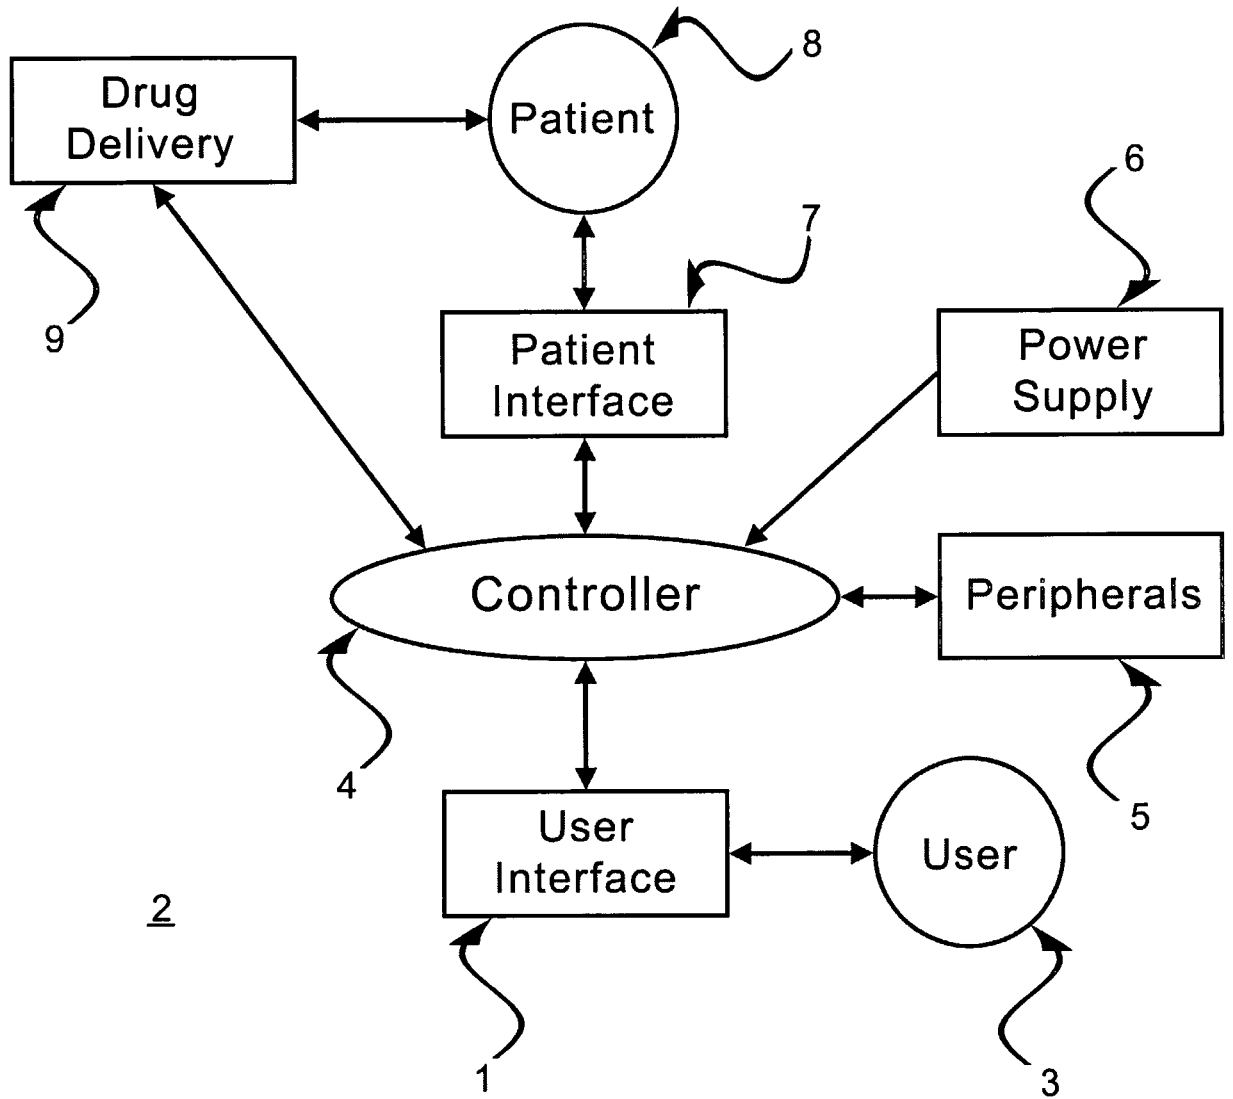 8
Drug
Delivery
Patient
6
7
9
Patient
Interface
Power
Supply
Controller
Peripherals
4
5
User
Interface
User
2
1
3